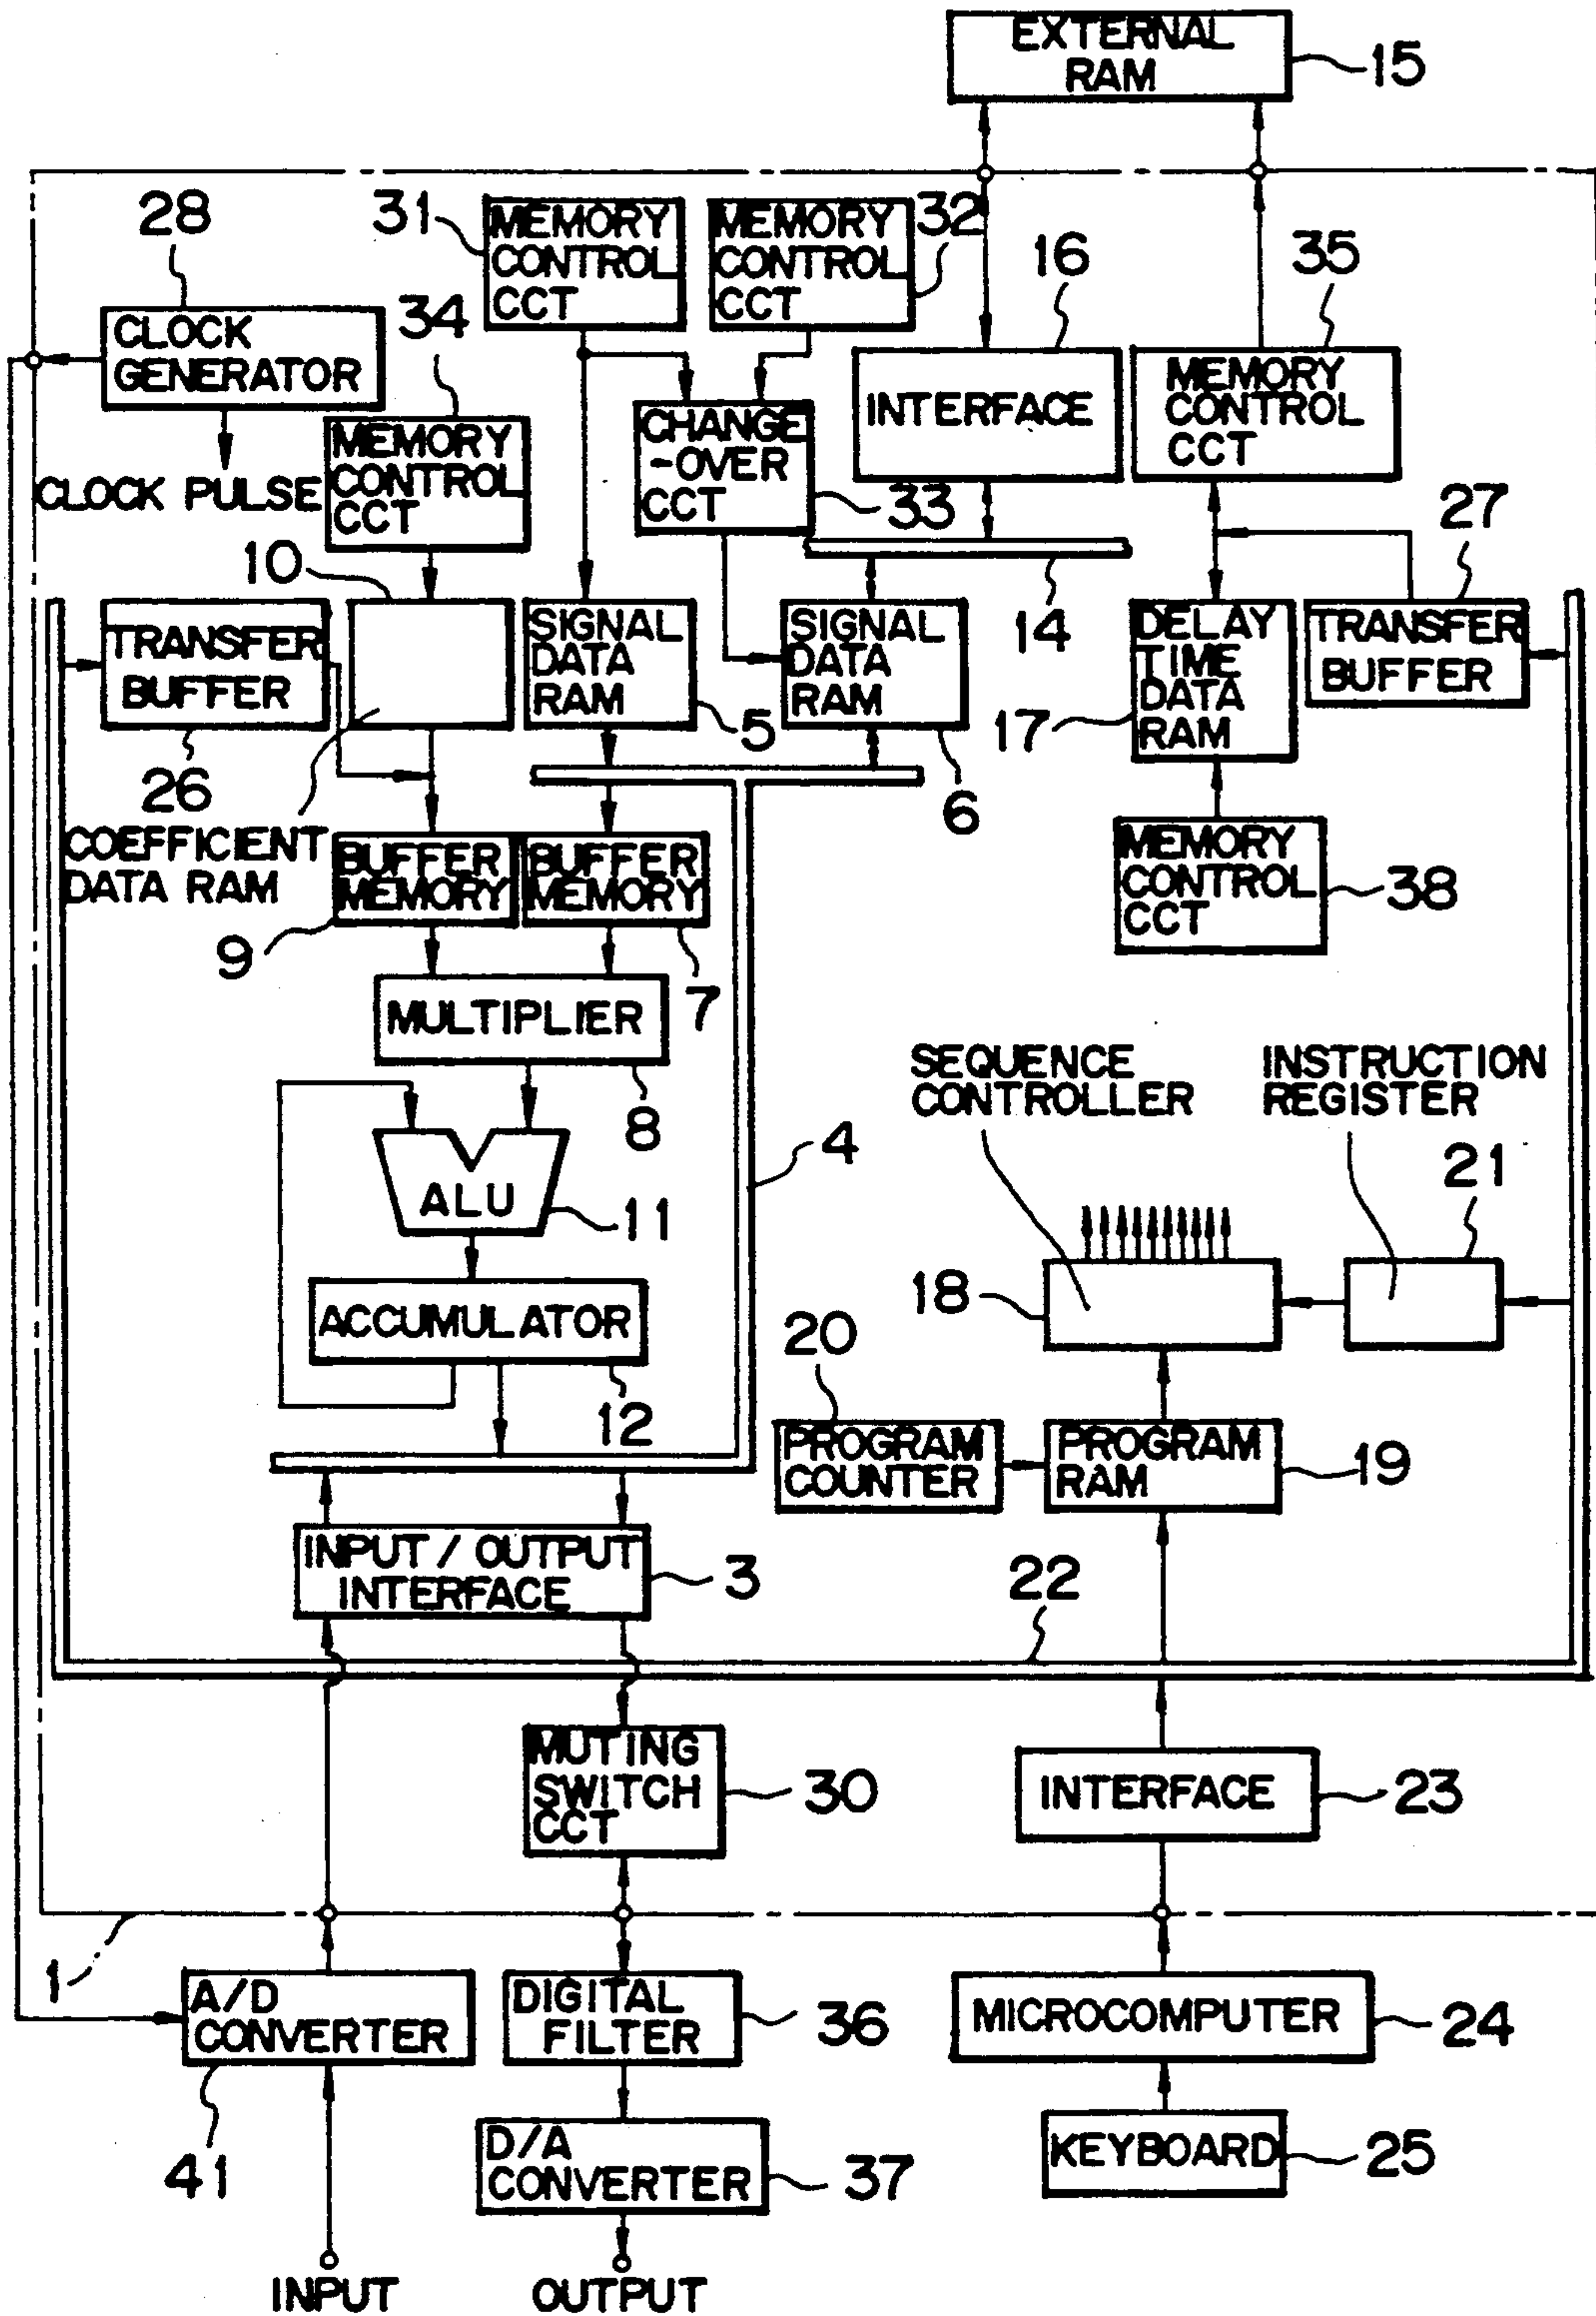 EXTERNAL
RAM
15
28
31
MEMORY
CONTROL
CCT
MEMORY
CONTROL
CCT
32
16
35
CLOCK
GENERATOR
34
CLOCK PULSE
MEMORY
CONTROL
CCT
CHANGE
-OVER
CCT
33
INTERFACE
MEMORY
CONTROL
CCT
27
10
14
TRANSFER
BUFFER
26
SIGNAL
DATA
RAM
5
SIGNAL
DATA
RAM
6
DELAY
TIME
DATA
RAM
17
TRANSFER
BUFFER
COEFFICIENT
DATA RAM
BUFFER
MEMORY
9
BUFFER
MEMORY
7
MEMORY
CONTROL
CCT
38
MULTIPLIER
8
SEQUENCE
CONTROLLER
INSTRUCTION
REGISTER
4
21
ALU
11
18
ACCUMULATOR
12
20
PROGRAM
COUNTER
PROGRAM
RAM
19
INPUT / OUTPUT
INTERFACE
3
22
MUTING
SWITCH
CCT
30
INTERFACE
23
1
A/D
CONVERTER
41
DIGITAL
FILTER
36
MICROCOMPUTER
24
D/A
CONVERTER
37
KEYBOARD
25
INPUT
OUTPUT